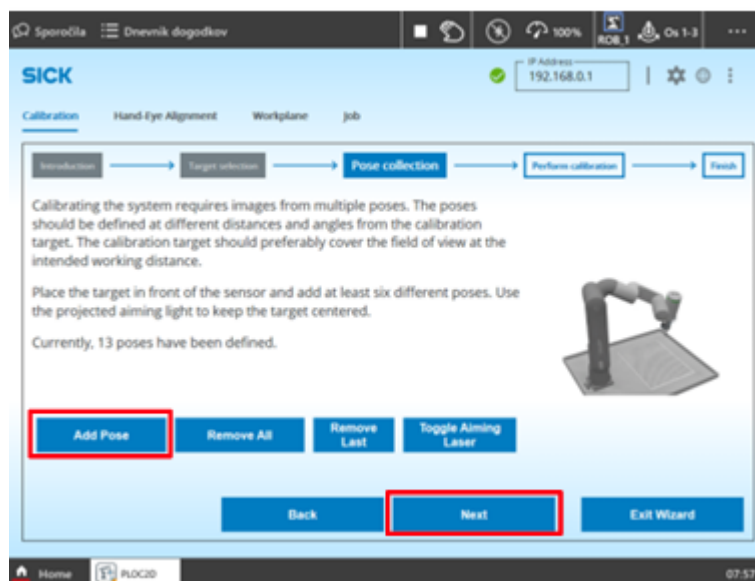 Sporočila Dnevnik dogodkov 100% ROB_1 Os 1-3
SICK
IP Address
192.168.0.1
Calibration Hand-Eye Alignment Workplane Job
Introduction Target selection Pose collection Perform calibration Finish
Calibrating the system requires images from multiple poses. The poses
should be defined at different distances and angles from the calibration
target. The calibration target should preferably cover the field of view at the
intended working distance.
Place the target in front of the sensor and add at least six different poses. Use
the projected aiming light to keep the target centered.
Currently, 13 poses have been defined.
Add Pose Remove All Remove Last Toggle Aiming Laser
Back Next Exit Wizard
Home PLOC2D 07:57